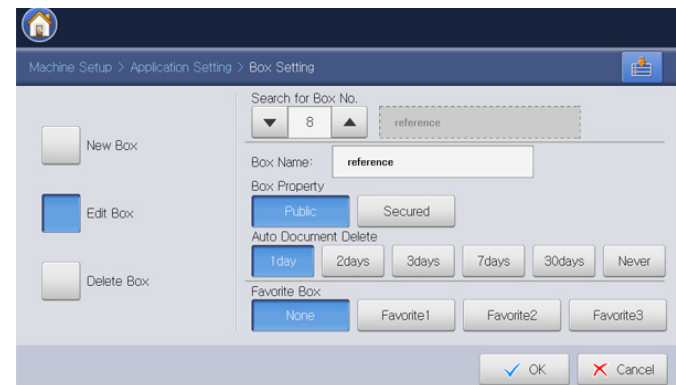 Machine Setup > Application Setting > Box Setting
Search for Box No.
8 reference
New Box
Box Name: reference
Box Property
Edit Box
Public Secured
Auto Document Delete
1day 2days 3days 7days 30days Never
Delete Box
Favorite Box
None Favorite1 Favorite2 Favorite3
OK Cancel